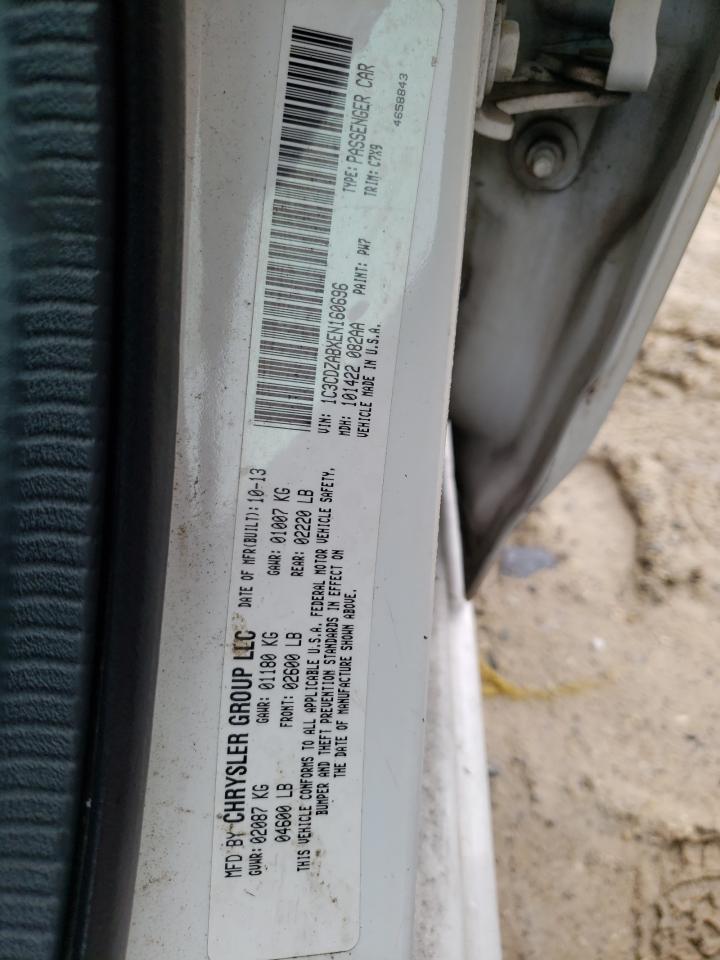 MFD BY CHRYSLER GROUP LLC DATE OF MFR(BUILT): 10-13
GVWR: 02087 KG GAWR: 01180 KG GAWR: 01007 KG
04600 LB FRONT: 02600 LB REAR: 02220 LB
THIS VEHICLE CONFORMS TO ALL APPLICABLE U.S.A. FEDERAL MOTOR VEHICLE SAFETY,
BUMPER AND THEFT PREVENTION STANDARDS IN EFFECT ON
THE DATE OF MANUFACTURE SHOWN ABOVE.
VIN: 1C3CDZABXEN160696 TYPE: PASSENGER CAR
MDH: 101422 082AA PAINT: PW7 TRIM: C7X9
VEHICLE MADE IN U.S.A. 4658843